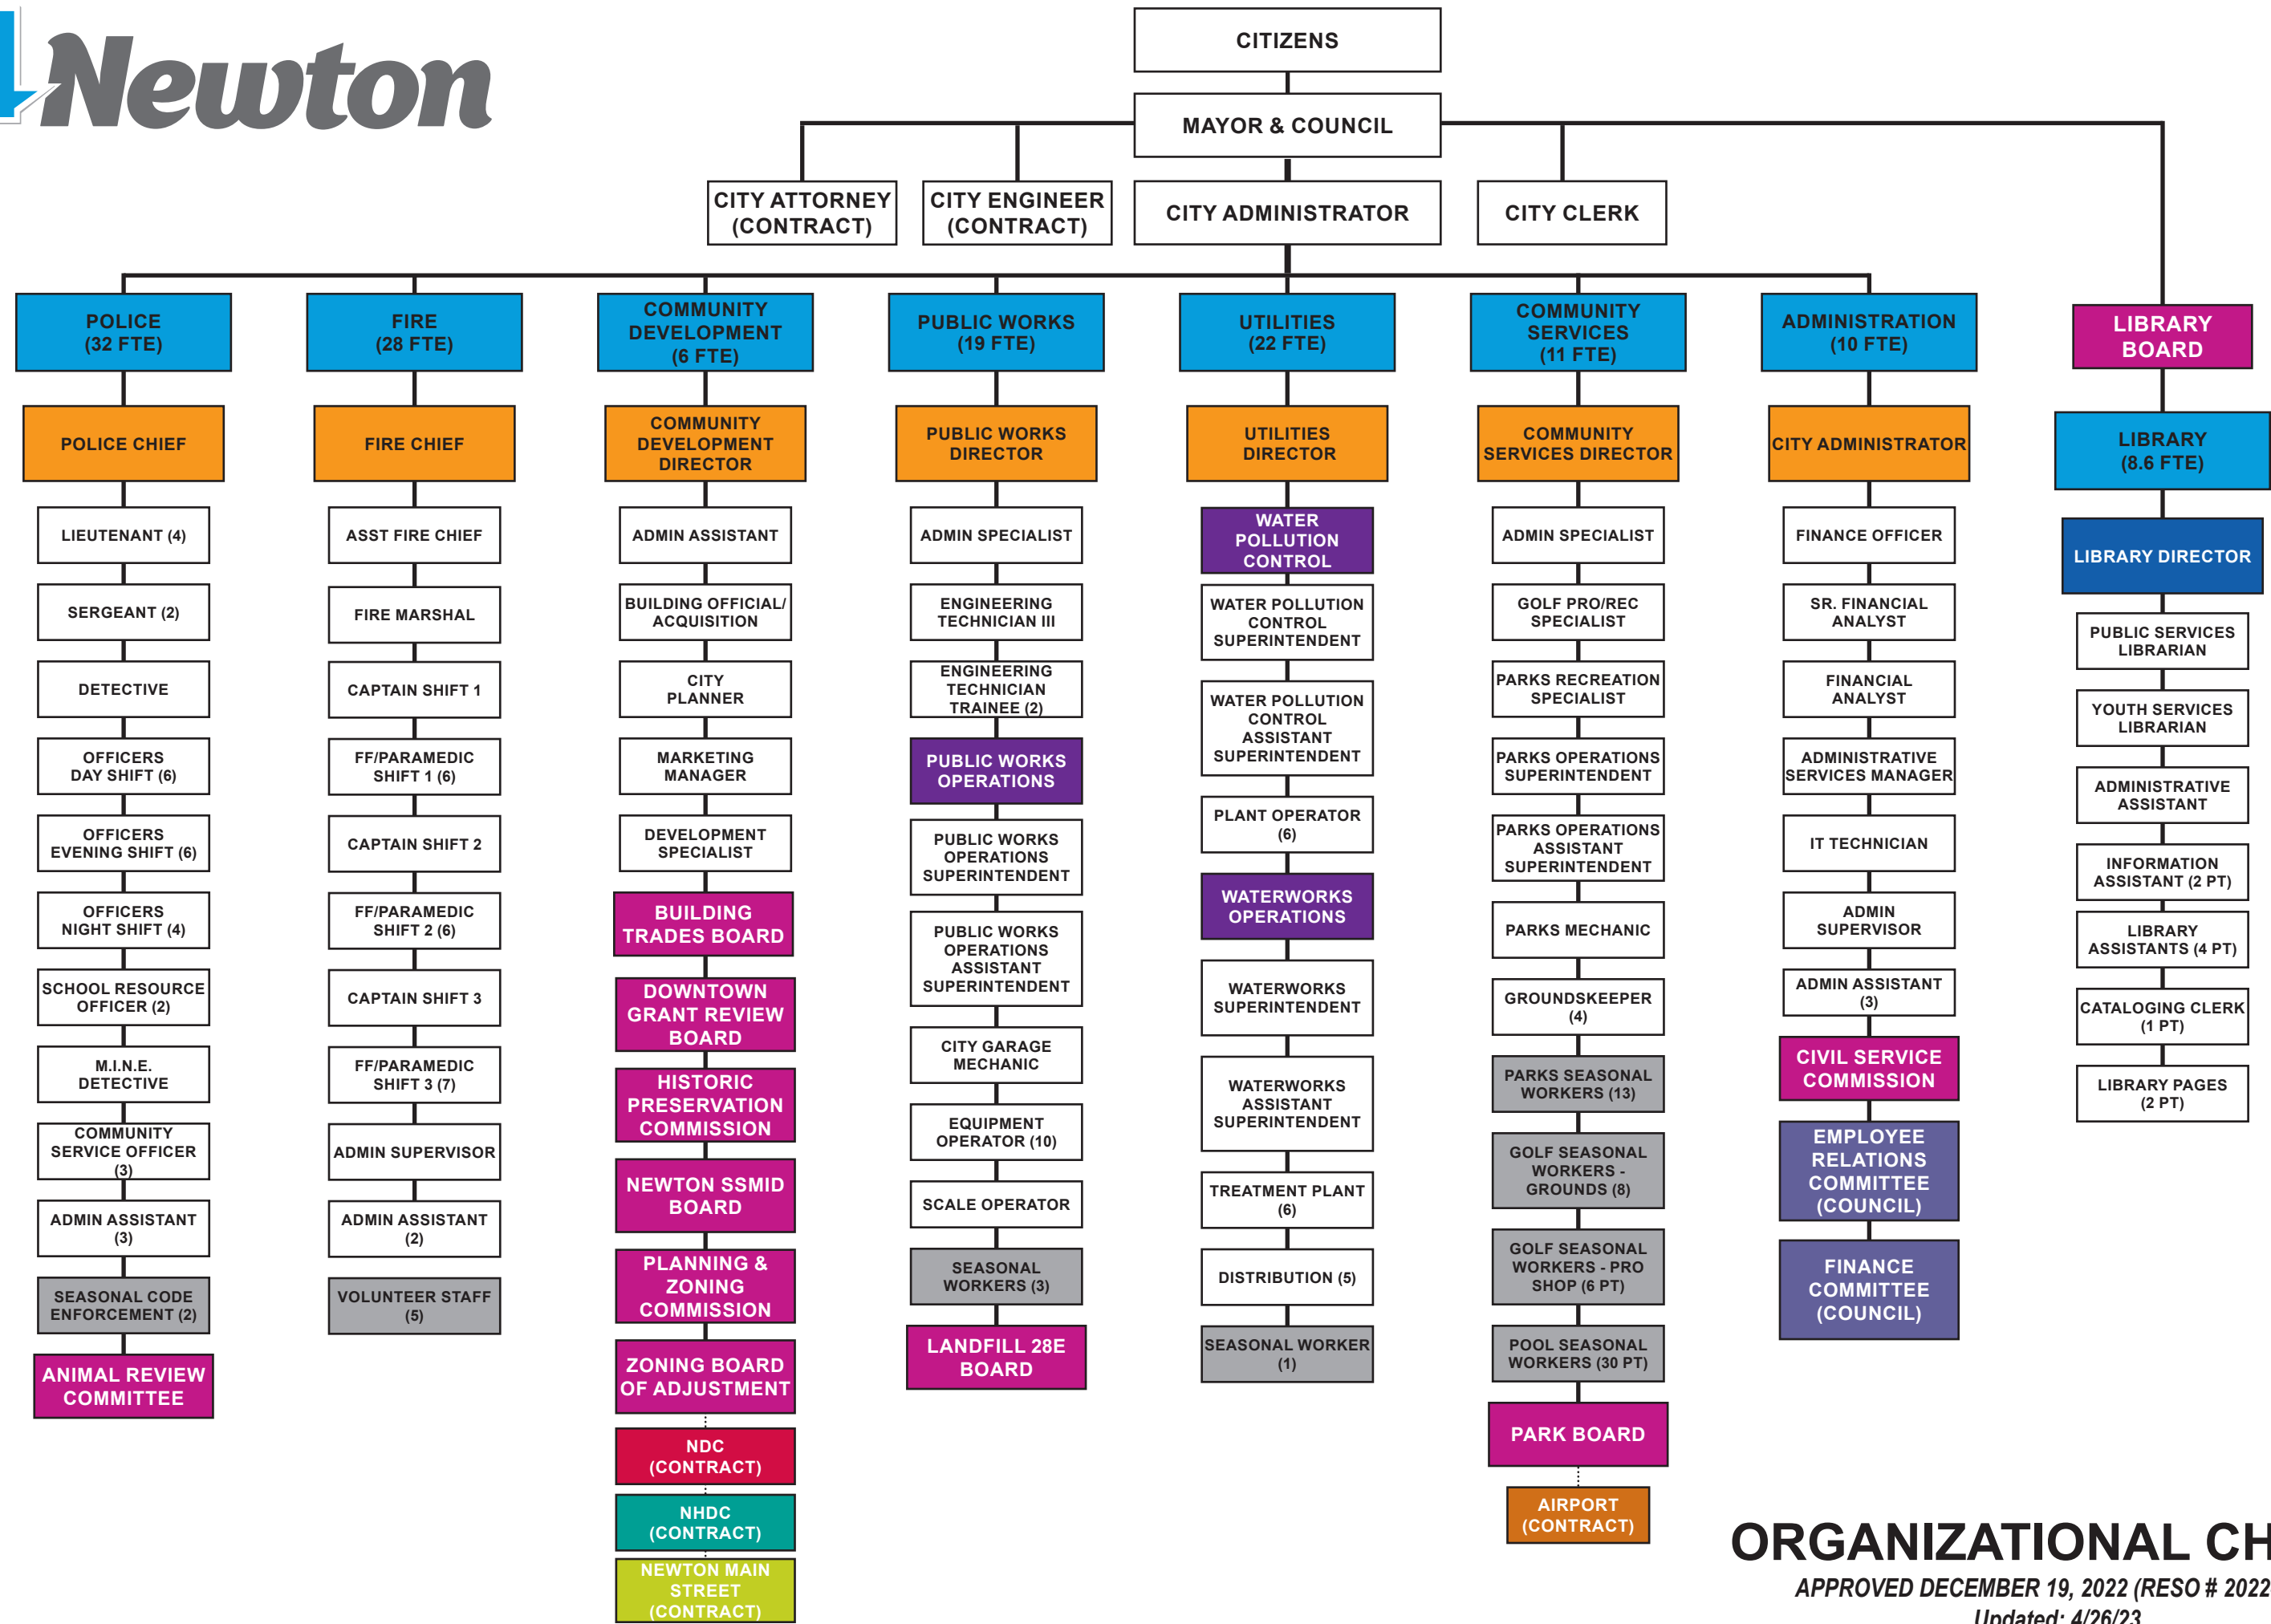 Newton
CITIZENS
MAYOR & COUNCIL
CITY ATTORNEY
(CONTRACT)
CITY ENGINEER
(CONTRACT)
CITY ADMINISTRATOR
CITY CLERK
POLICE
(32 FTE)
POLICE CHIEF
LIEUTENANT (4)
SERGEANT (2)
DETECTIVE
OFFICERS
DAY SHIFT (6)
OFFICERS
EVENING SHIFT (6)
OFFICERS
NIGHT SHIFT (4)
SCHOOL RESOURCE
OFFICER (2)
M.I.N.E.
DETECTIVE
COMMUNITY
SERVICE OFFICER
(3)
ADMIN ASSISTANT
(3)
SEASONAL CODE
ENFORCEMENT (2)
ANIMAL REVIEW
COMMITTEE
FIRE
(28 FTE)
FIRE CHIEF
ASST FIRE CHIEF
FIRE MARSHAL
CAPTAIN SHIFT 1
FF/PARAMEDIC
SHIFT 1 (6)
CAPTAIN SHIFT 2
FF/PARAMEDIC
SHIFT 2 (6)
CAPTAIN SHIFT 3
FF/PARAMEDIC
SHIFT 3 (7)
ADMIN SUPERVISOR
ADMIN ASSISTANT
(2)
VOLUNTEER STAFF
(5)
COMMUNITY
DEVELOPMENT
(6 FTE)
COMMUNITY
DEVELOPMENT
DIRECTOR
ADMIN ASSISTANT
BUILDING OFFICIAL/
ACQUISITION
CITY
PLANNER
MARKETING
MANAGER
DEVELOPMENT
SPECIALIST
BUILDING
TRADES BOARD
DOWNTOWN
GRANT REVIEW
BOARD
HISTORIC
PRESERVATION
COMMISSION
NEWTON SSMID
BOARD
PLANNING &
ZONING
COMMISSION
ZONING BOARD
OF ADJUSTMENT
NDC
(CONTRACT)
NHDC
(CONTRACT)
NEWTON MAIN
STREET
(CONTRACT)
PUBLIC WORKS
(19 FTE)
PUBLIC WORKS
DIRECTOR
ADMIN SPECIALIST
ENGINEERING
TECHNICIAN III
ENGINEERING
TECHNICIAN
TRAINEE (2)
PUBLIC WORKS
OPERATIONS
PUBLIC WORKS
OPERATIONS
SUPERINTENDENT
PUBLIC WORKS
OPERATIONS
ASSISTANT
SUPERINTENDENT
CITY GARAGE
MECHANIC
EQUIPMENT
OPERATOR (10)
SCALE OPERATOR
SEASONAL
WORKERS (3)
LANDFILL 28E
BOARD
UTILITIES
(22 FTE)
UTILITIES
DIRECTOR
WATER
POLLUTION
CONTROL
WATER POLLUTION
CONTROL
SUPERINTENDENT
WATER POLLUTION
CONTROL
ASSISTANT
SUPERINTENDENT
PLANT OPERATOR
(6)
WATERWORKS
OPERATIONS
WATERWORKS
SUPERINTENDENT
WATERWORKS
ASSISTANT
SUPERINTENDENT
TREATMENT PLANT
(6)
DISTRIBUTION (5)
SEASONAL WORKER
(1)
COMMUNITY
SERVICES
(11 FTE)
COMMUNITY
SERVICES DIRECTOR
ADMIN SPECIALIST
GOLF PRO/REC
SPECIALIST
PARKS RECREATION
SPECIALIST
PARKS OPERATIONS
SUPERINTENDENT
PARKS OPERATIONS
ASSISTANT
SUPERINTENDENT
PARKS MECHANIC
GROUNDSKEEPER
(4)
PARKS SEASONAL
WORKERS (13)
GOLF SEASONAL
WORKERS -
GROUNDS (8)
GOLF SEASONAL
WORKERS - PRO
SHOP (6 PT)
POOL SEASONAL
WORKERS (30 PT)
PARK BOARD
AIRPORT
(CONTRACT)
ADMINISTRATION
(10 FTE)
CITY ADMINISTRATOR
FINANCE OFFICER
SR. FINANCIAL
ANALYST
FINANCIAL
ANALYST
ADMINISTRATIVE
SERVICES MANAGER
IT TECHNICIAN
ADMIN
SUPERVISOR
ADMIN ASSISTANT
(3)
CIVIL SERVICE
COMMISSION
EMPLOYEE
RELATIONS
COMMITTEE
(COUNCIL)
FINANCE
COMMITTEE
(COUNCIL)
LIBRARY
BOARD
LIBRARY
(8.6 FTE)
LIBRARY DIRECTOR
PUBLIC SERVICES
LIBRARIAN
YOUTH SERVICES
LIBRARIAN
ADMINISTRATIVE
ASSISTANT
INFORMATION
ASSISTANT (2 PT)
LIBRARY
ASSISTANTS (4 PT)
CATALOGING CLERK
(1 PT)
LIBRARY PAGES
(2 PT)
ORGANIZATIONAL CH
APPROVED DECEMBER 19, 2022 (RESO # 2022
Updated: 4/26/23